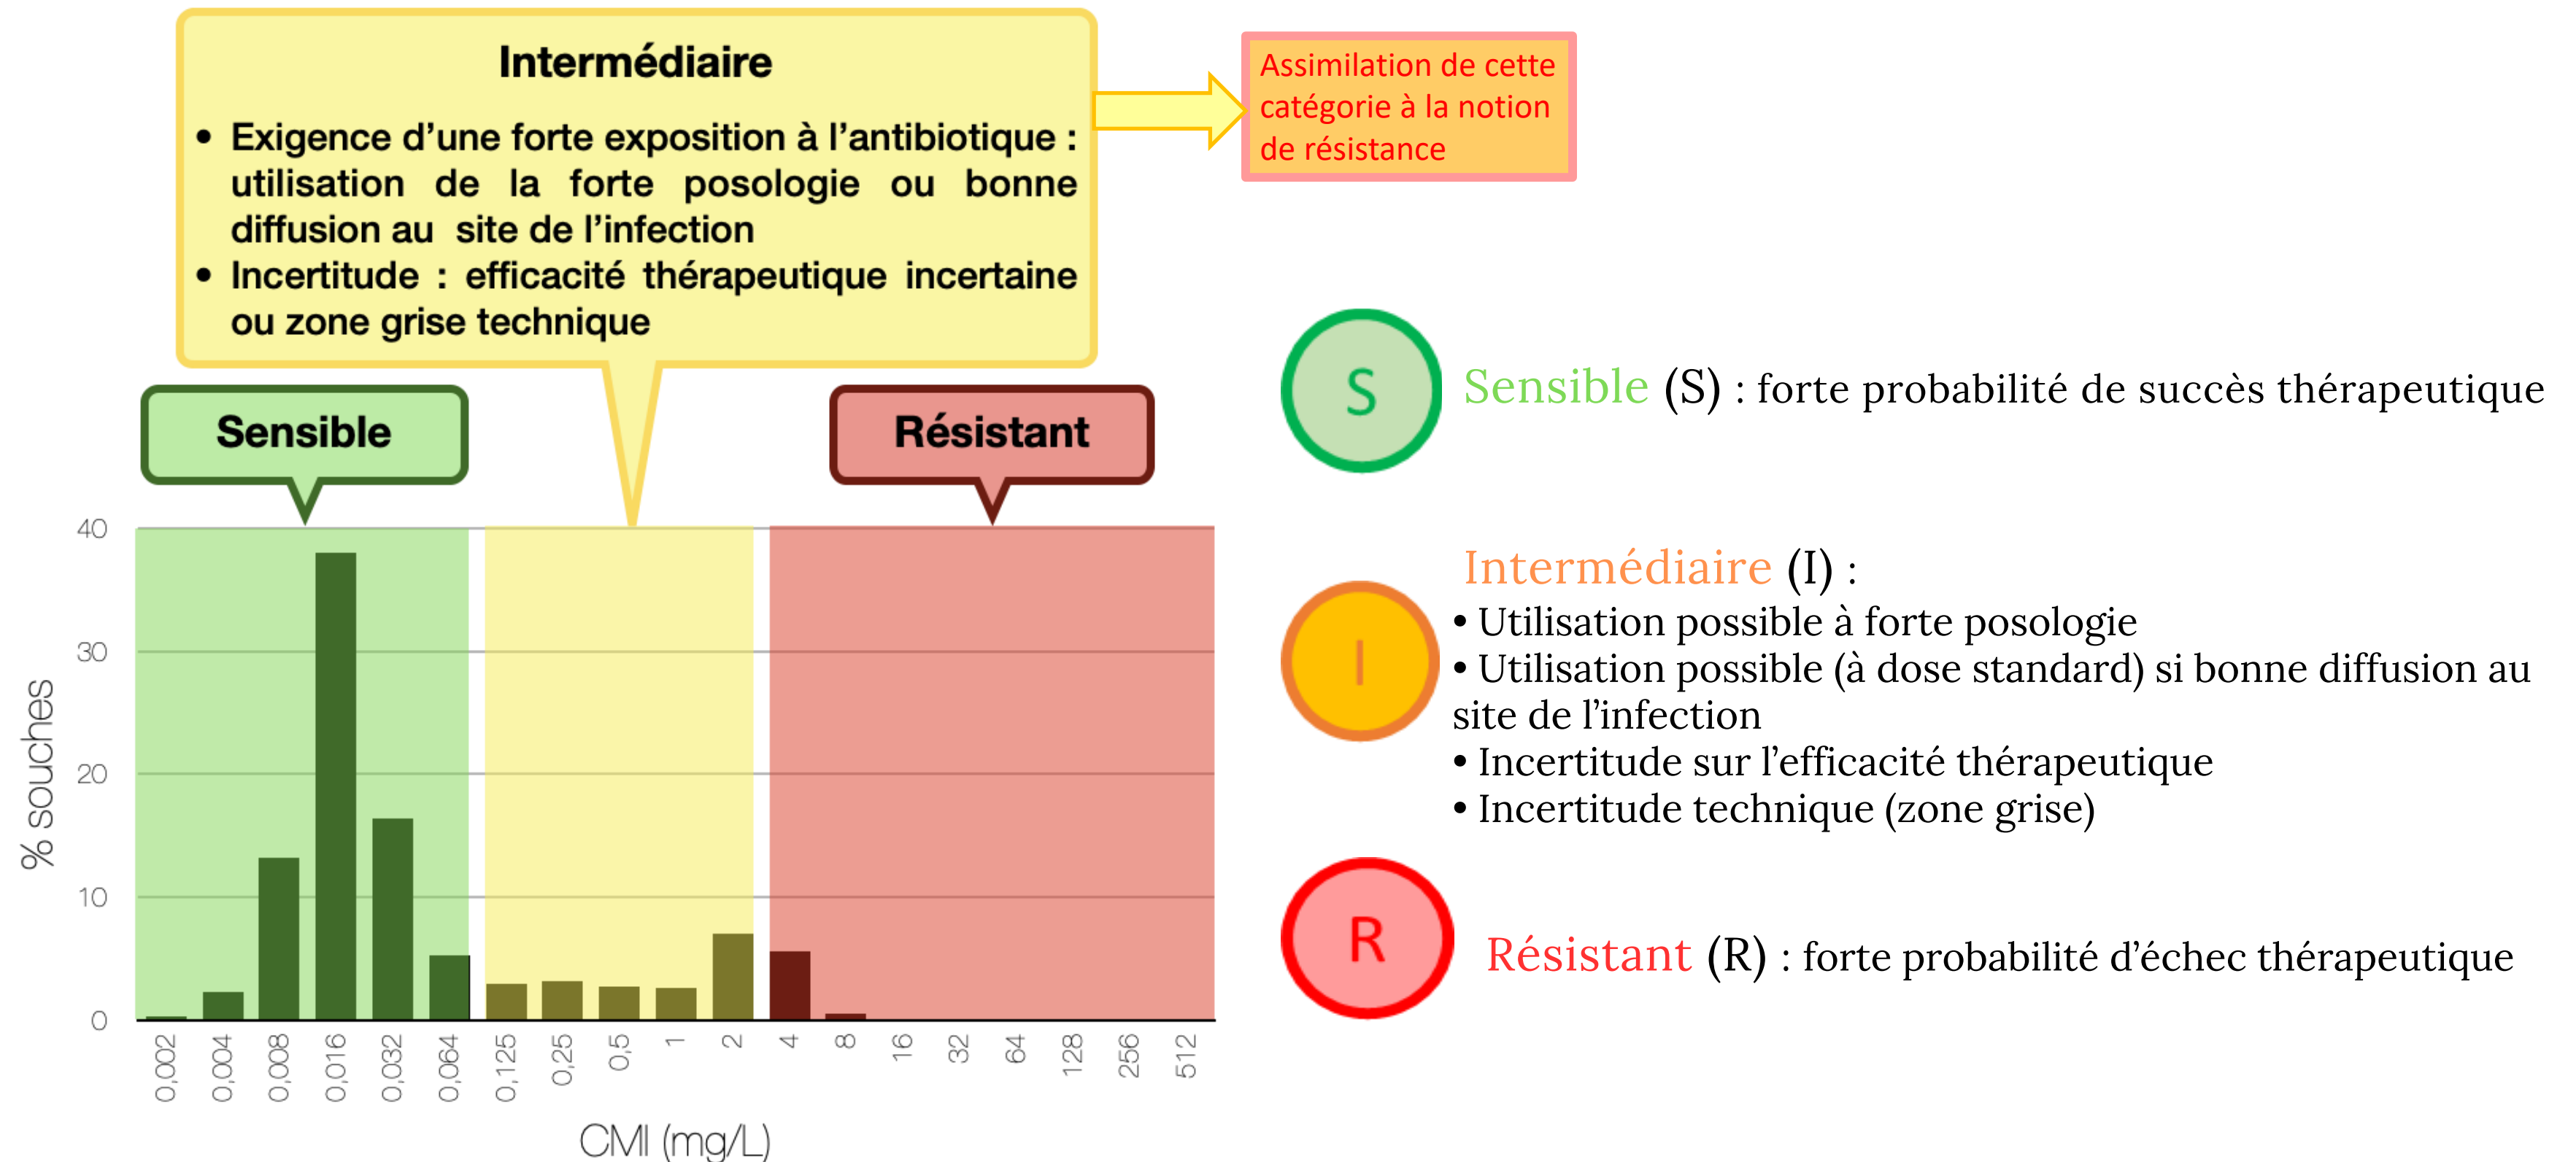 Intermédiaire
• Exigence d’une forte exposition à l’antibiotique :
utilisation de la forte posologie ou bonne
diffusion au site de l’infection
• Incertitude : efficacité thérapeutique incertaine
ou zone grise technique
Assimilation de cette
catégorie à la notion
de résistance
Sensible
Résistant
40
30
20
10
0
% souches
0,002
0,004
0,008
0,016
0,032
0,064
0,125
0,25
0,5
1
2
4
8
16
32
64
128
256
512
CMI (mg/L)
S
Sensible (S) : forte probabilité de succès thérapeutique
I
Intermédiaire (I) :
• Utilisation possible à forte posologie
• Utilisation possible (à dose standard) si bonne diffusion au
site de l’infection
• Incertitude sur l’efficacité thérapeutique
• Incertitude technique (zone grise)
R
Résistant (R) : forte probabilité d’échec thérapeutique